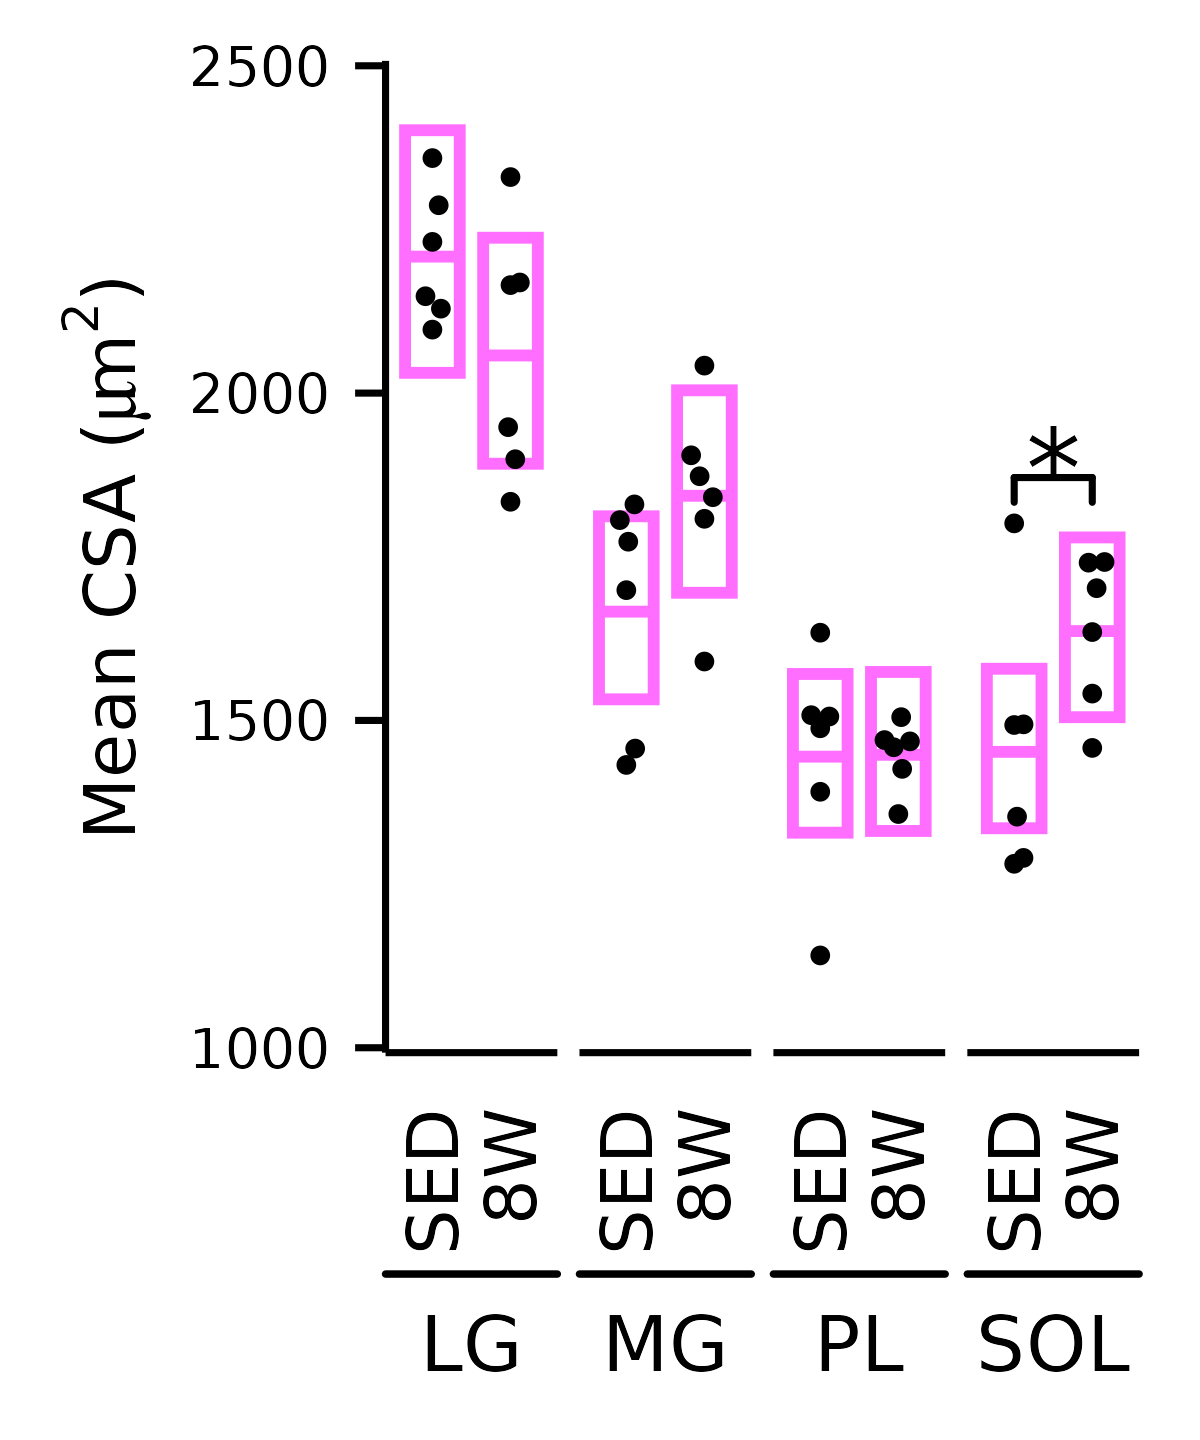 2500
2000
1500
1000
Mean CSA (μm²)
*
SED 8W SED 8W SED 8W SED 8W
LG MG PL SOL